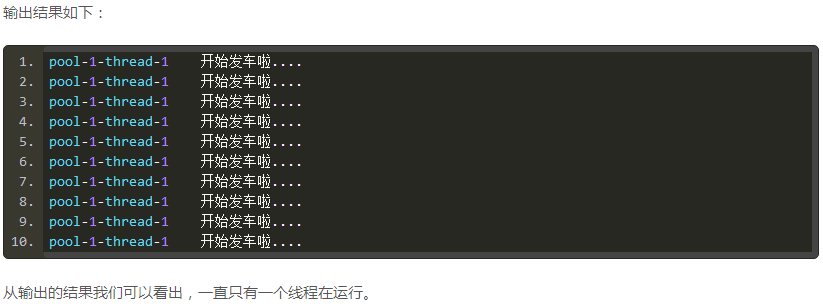 输出结果如下：
1. pool-1-thread-1    开始发车啦....
2. pool-1-thread-1    开始发车啦....
3. pool-1-thread-1    开始发车啦....
4. pool-1-thread-1    开始发车啦....
5. pool-1-thread-1    开始发车啦....
6. pool-1-thread-1    开始发车啦....
7. pool-1-thread-1    开始发车啦....
8. pool-1-thread-1    开始发车啦....
9. pool-1-thread-1    开始发车啦....
10. pool-1-thread-1    开始发车啦....
从输出的结果我们可以看出，一直只有一个线程在运行。